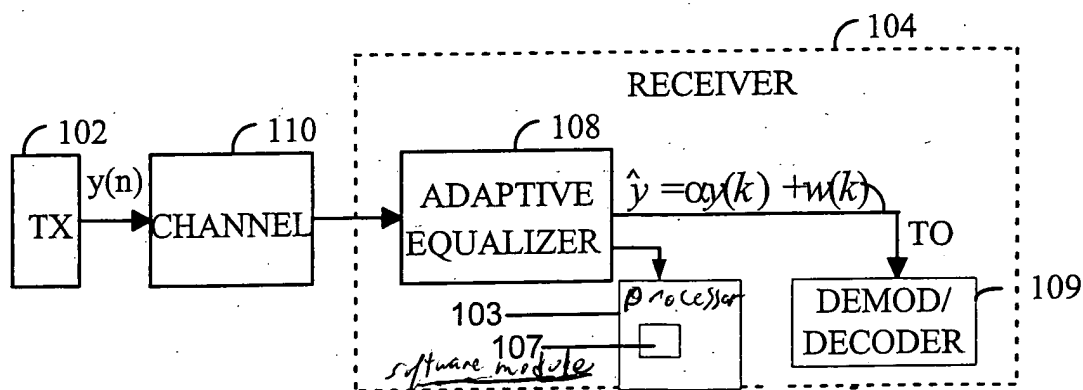 104
RECEIVER
102
110
108
y(n)
TX
CHANNEL
ADAPTIVE
EQUALIZER
ŷ =αy(k) +w(k)
TO
processor
103
107
software module
DEMOD/
DECODER
109